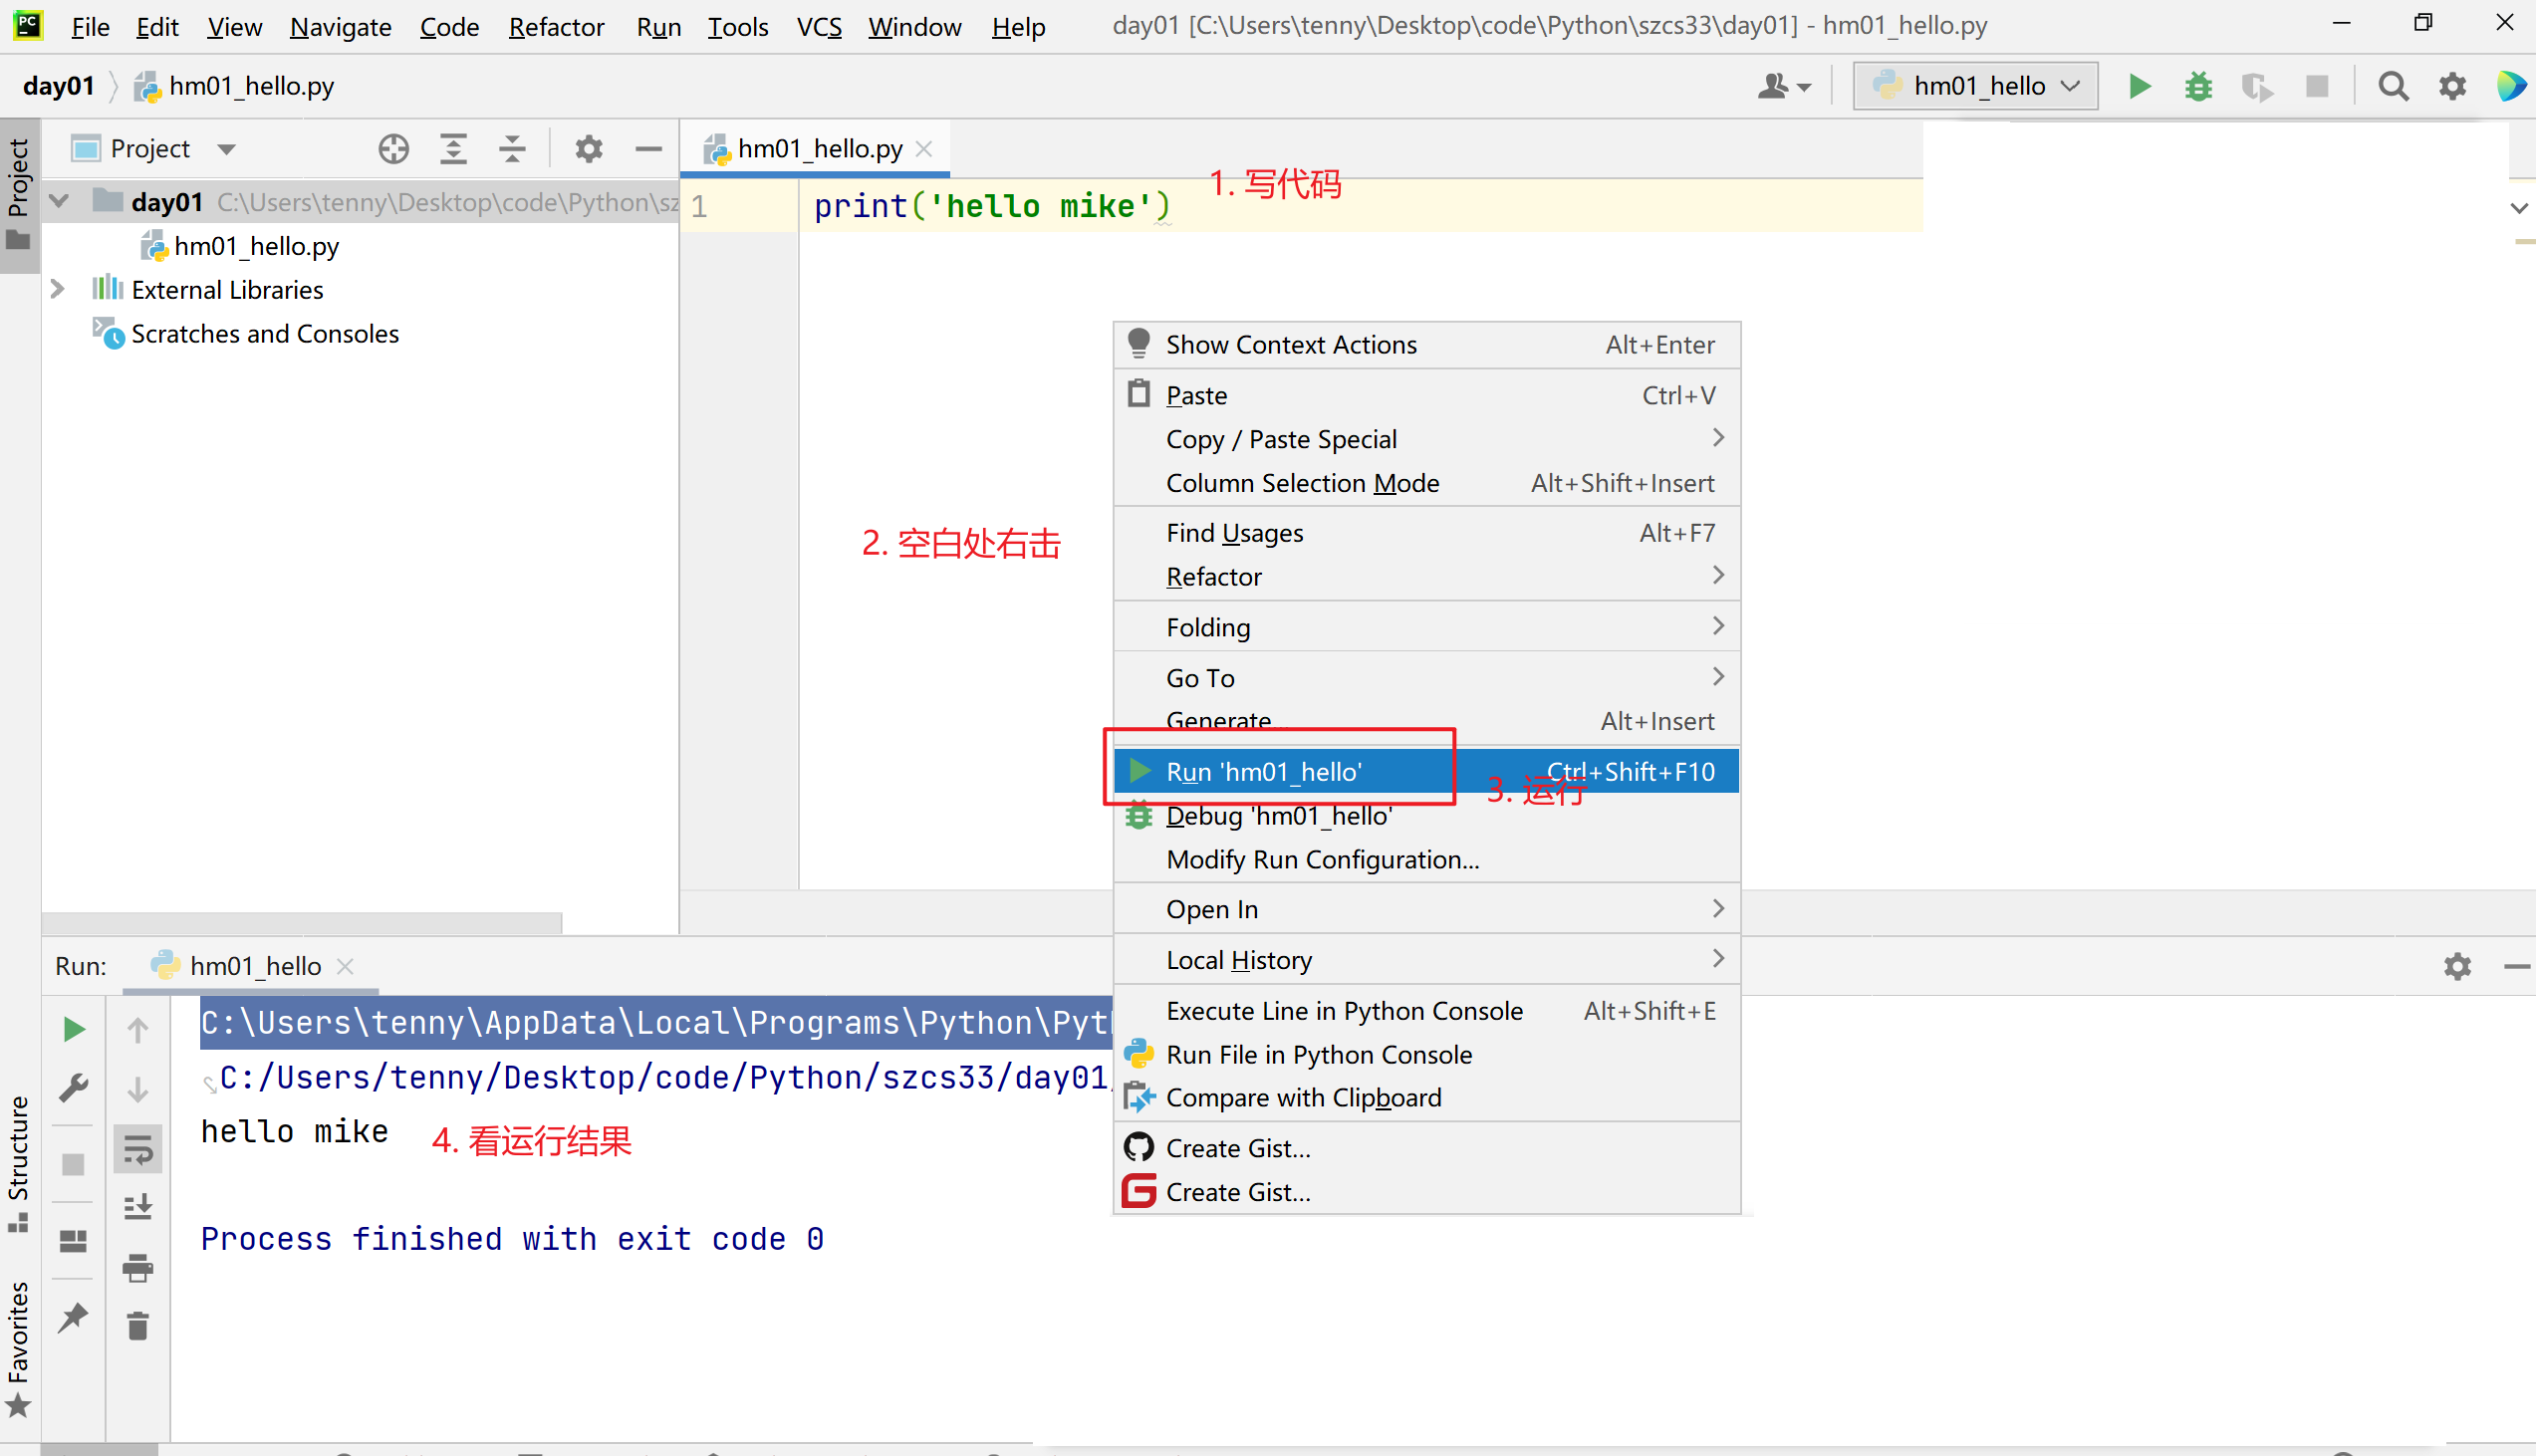 PC File Edit View Navigate Code Refactor Run Tools VCS Window Help day01 [C:\Users\tenny\Desktop\code\Python\szcs33\day01] - hm01_hello.py
day01 hm01_hello.py hm01_hello
Project
Project
hm01_hello.py
day01 C:\Users\tenny\Desktop\code\Python\sz
hm01_hello.py
External Libraries
Scratches and Consoles
1 print('hello mike')
1. 写代码
2. 空白处右击
Show Context Actions Alt+Enter
Paste Ctrl+V
Copy / Paste Special
Column Selection Mode Alt+Shift+Insert
Find Usages Alt+F7
Refactor
Folding
Go To
Generate... Alt+Insert
Run 'hm01_hello' Ctrl+Shift+F10
3. 运行
Debug 'hm01_hello'
Modify Run Configuration...
Open In
Local History
Execute Line in Python Console Alt+Shift+E
Run File in Python Console
Compare with Clipboard
Create Gist...
Create Gist...
Run: hm01_hello
C:\Users\tenny\AppData\Local\Programs\Python\Pyt
C:/Users/tenny/Desktop/code/Python/szcs33/day01
hello mike
4. 看运行结果
Process finished with exit code 0
Structure
Favorites